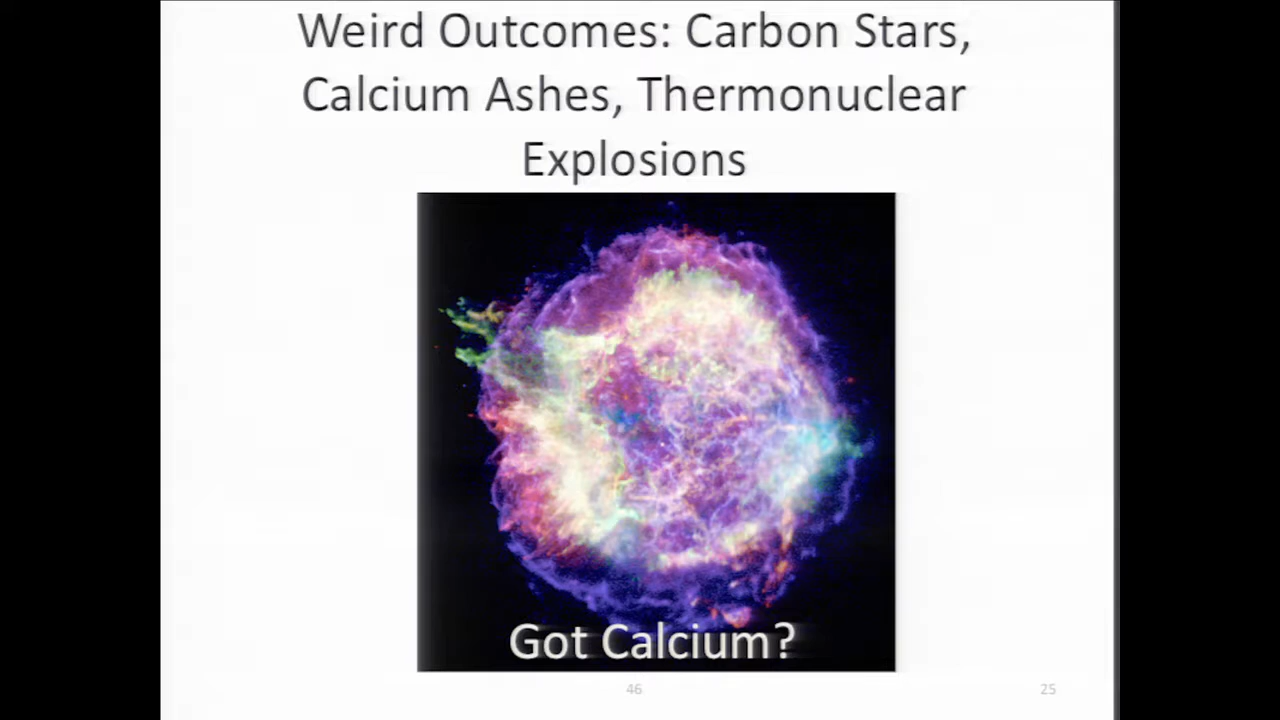 Weird Outcomes: Carbon Stars,
Calcium Ashes, Thermonuclear
Explosions
Got Calcium?
46
25